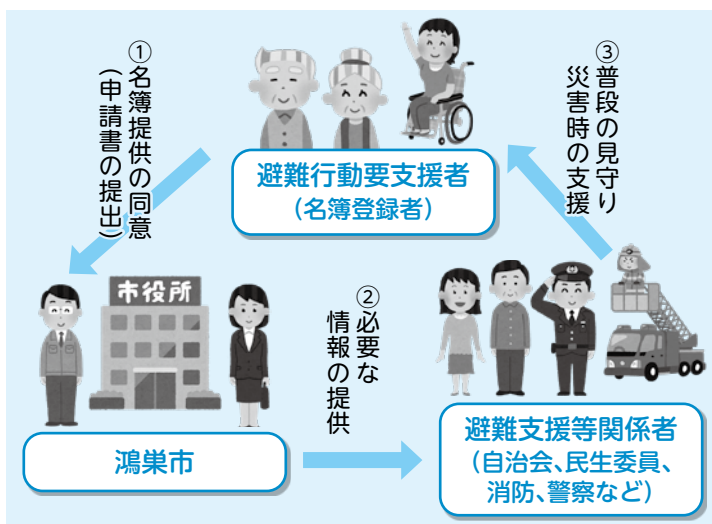 ①名簿提供の同意
（申請書の提出）
③普段の見守り
災害時の支援
避難行動要支援者
（名簿登録者）
市役所
②必要な
情報の提供
鴻巣市
避難支援等関係者
（自治会、民生委員、
消防、警察など）